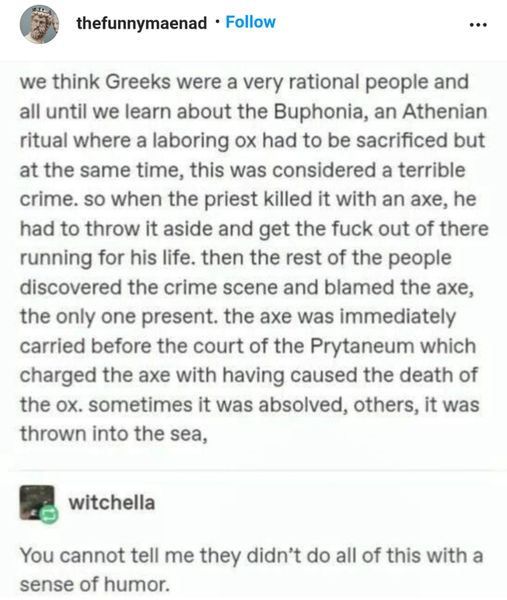 thefunnymaenad • Follow
we think Greeks were a very rational people and
all until we learn about the Buphonia, an Athenian
ritual where a laboring ox had to be sacrificed but
at the same time, this was considered a terrible
crime. so when the priest killed it with an axe, he
had to throw it aside and get the fuck out of there
running for his life. then the rest of the people
discovered the crime scene and blamed the axe,
the only one present. the axe was immediately
carried before the court of the Prytaneum which
charged the axe with having caused the death of
the ox. sometimes it was absolved, others, it was
thrown into the sea,
witchella
You cannot tell me they didn't do all of this with a
sense of humor.